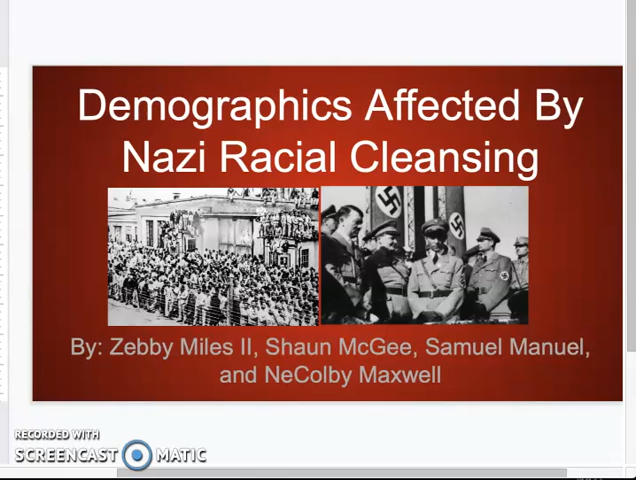 Demographics Affected By
Nazi Racial Cleansing
By: Zebby Miles II, Shaun McGee, Samuel Manuel,
and NeColby Maxwell
RECORDED WITH
SCREENCAST MATIC